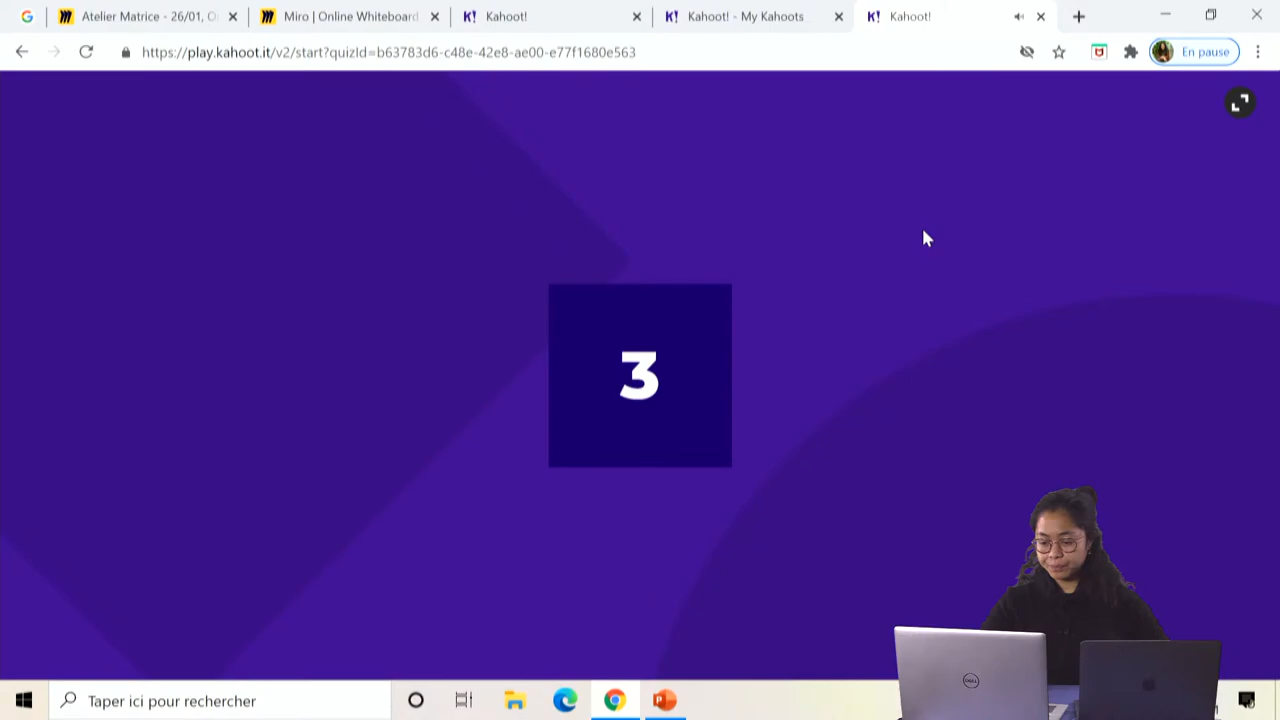 Atelier Matrice - 26/01, O
Miro | Online Whiteboard
K! Kahoot!
K! Kahoot! - My Kahoots
K! Kahoot!
https://play.kahoot.it/v2/start?quizId=b63783d6-c48e-42e8-ae00-e77f1680e563
En pause
3
DELL
Taper ici pour rechercher